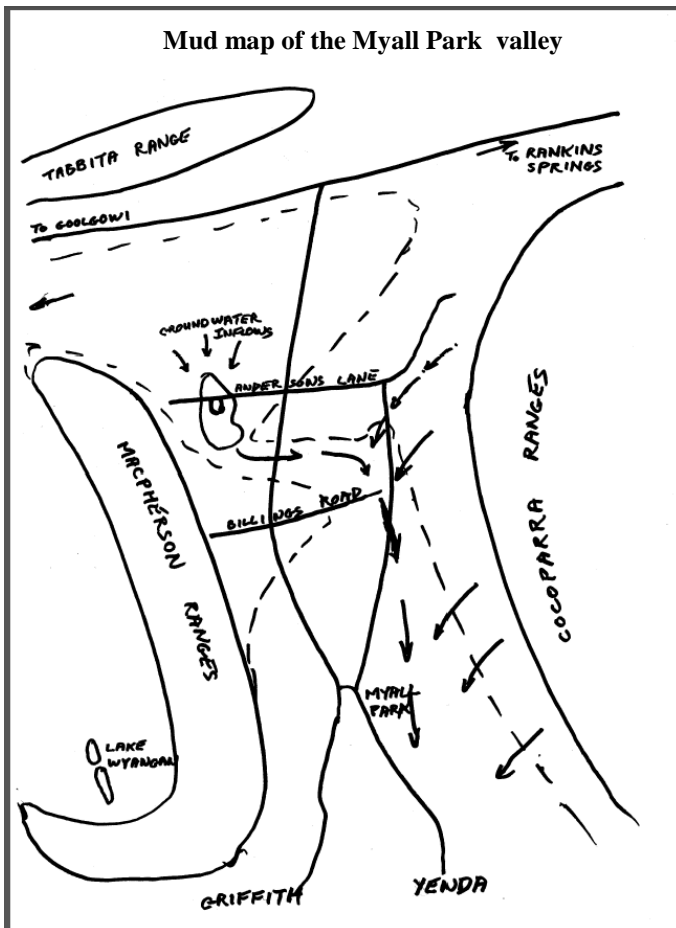 Mud map of the Myall Park valley
TABBITA RANGE
TO RANKINS
SPRINGS
TO GOOLGOWI
GROUNDWATER
INFLOWS
ANDERSONS LANE
MACPHERSON RANGES
COCOPARRA RANGES
BILLINGS ROAD
MYALL
PARK
LAKE
WYANGAN
GRIFFITH
YENDA